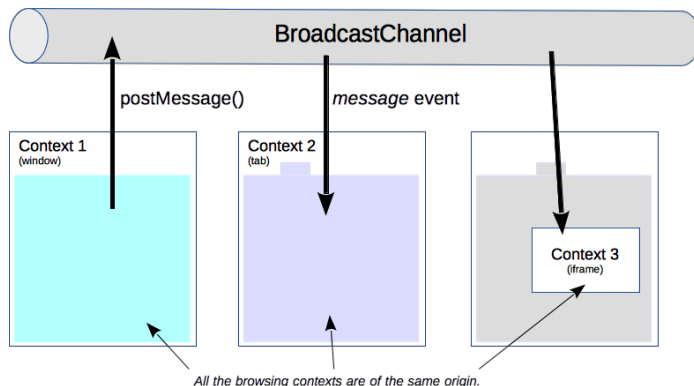 BroadcastChannel
postMessage()
message event
Context 1
(window)
Context 2
(tab)
Context 3
(iframe)
All the browsing contexts are of the same origin.